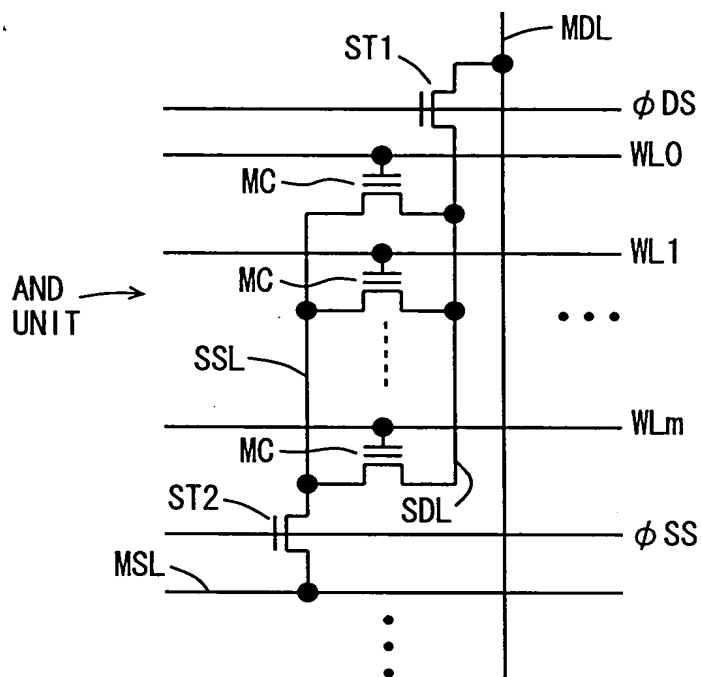 MDL
ST1
φDS
WL0
MC
WL1
MC
AND
UNIT
SSL
WLm
MC
ST2
SDL
φSS
MSL